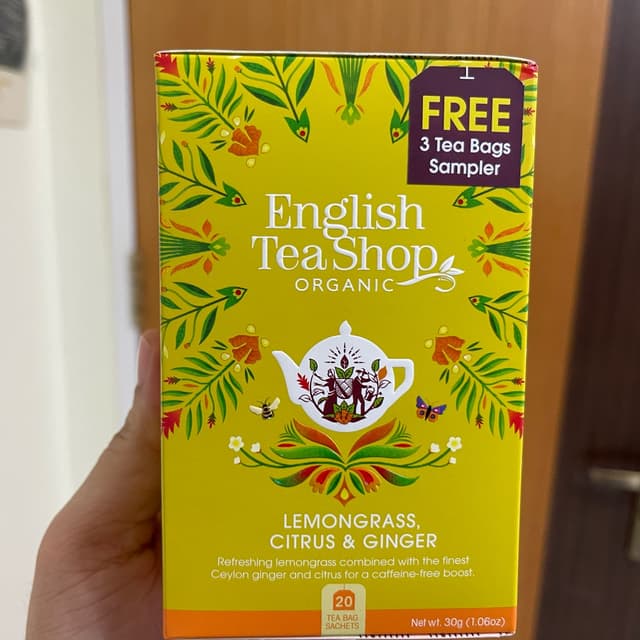 FREE
3 Tea Bags
Sampler
English
Tea Shop
ORGANIC
LEMONGRASS,
CITRUS & GINGER
Refreshing lemongrass combined with the finest
Ceylon ginger and citrus for a caffeine-free boost.
20
TEA BAG
SACHETS
Net wt. 30g (1.06oz)